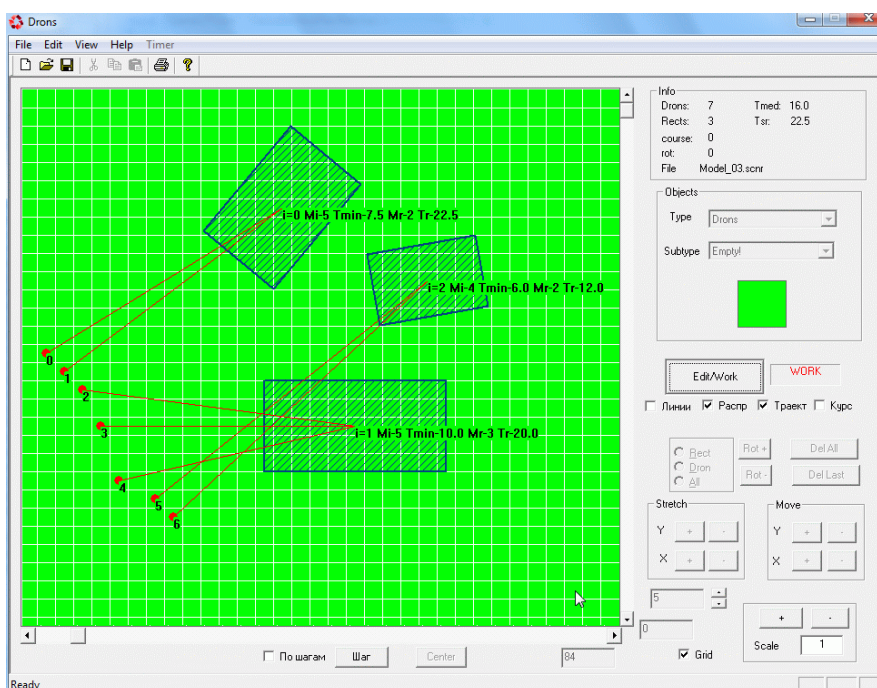 Drons
File Edit View Help Timer
Info
Drons: 7 Tmed: 16.0
Rects: 3 Tsr: 22.5
course: 0
rot: 0
File Model_03.scnr
i=0 Mi-5 Tmin-7.5 Mr-2 Tr-22.5
i=2 Mi-4 Tmin-6.0 Mr-2 Tr-12.0
i=1 Mi-5 Tmin-10.0 Mr-3 Tr-20.0
0
1
2
3
4
5
6
Objects
Type Drons
Subtype Empty!
Edit/Work WORK
Линии Распр Траект Курс
Rect
Dron
All
Rot + Del All
Rot - Del Last
Stretch
Y + -
X + -
Move
Y + -
X + -
5
0
+ -
Scale 1
Grid
По шагам Шаг Center 84
Ready